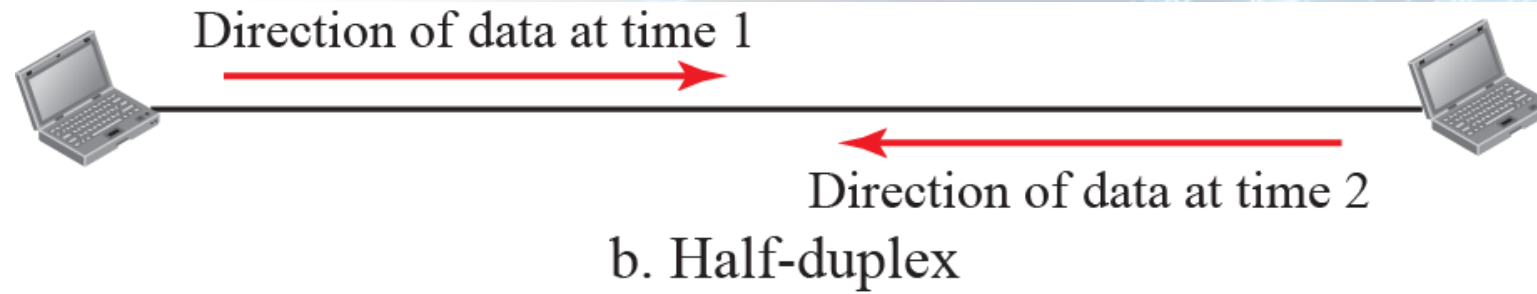 Direction of data at time 1
Direction of data at time 2
b. Half-duplex